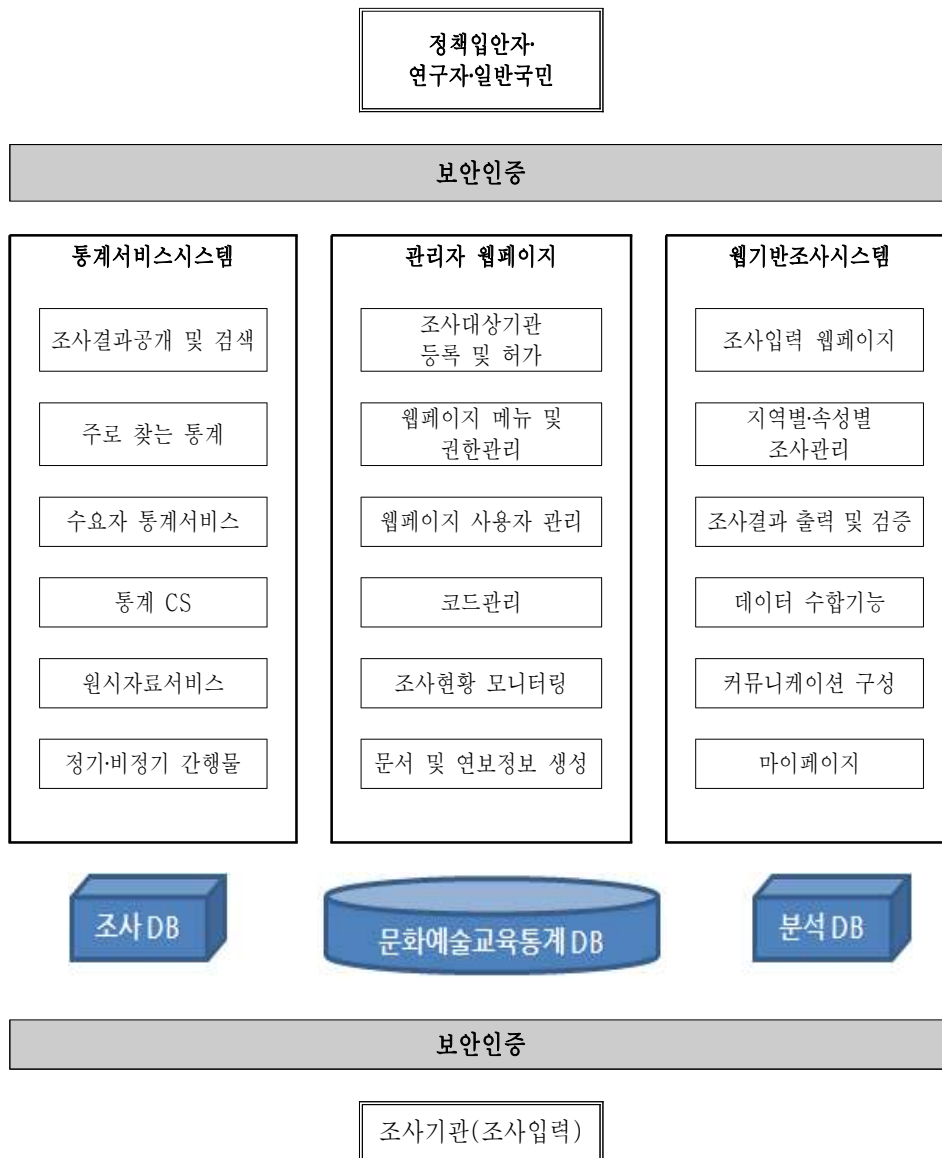 정책입안자·
연구자·일반국민
보안인증
통계서비스시스템
조사결과공개 및 검색
주로 찾는 통계
수요자 통계서비스
통계 CS
원시자료서비스
정기·비정기 간행물
관리자 웹페이지
조사대상기관
등록 및 허가
웹페이지 메뉴 및
권한관리
웹페이지 사용자 관리
코드관리
조사현황 모니터링
문서 및 연보정보 생성
웹기반조사시스템
조사입력 웹페이지
지역별·속성별
조사관리
조사결과 출력 및 검증
데이터 수합기능
커뮤니케이션 구성
마이페이지
조사 DB
문화예술교육통계 DB
분석 DB
보안인증
조사기관(조사입력)